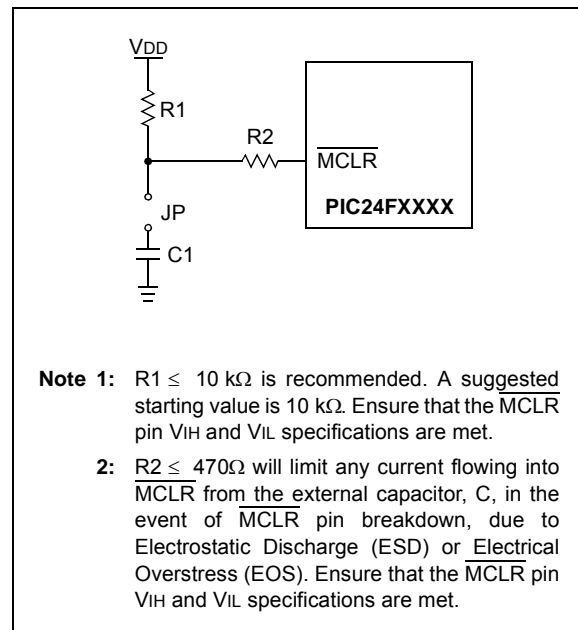 VDD
R1
R2
MCLR
JP
PIC24FXXXX
C1
Note 1: R1 ≤ 10 kΩ is recommended. A suggested
starting value is 10 kΩ. Ensure that the MCLR
pin VIH and VIL specifications are met.
2: R2 ≤ 470Ω will limit any current flowing into
MCLR from the external capacitor, C, in the
event of MCLR pin breakdown, due to
Electrostatic Discharge (ESD) or Electrical
Overstress (EOS). Ensure that the MCLR pin
VIH and VIL specifications are met.